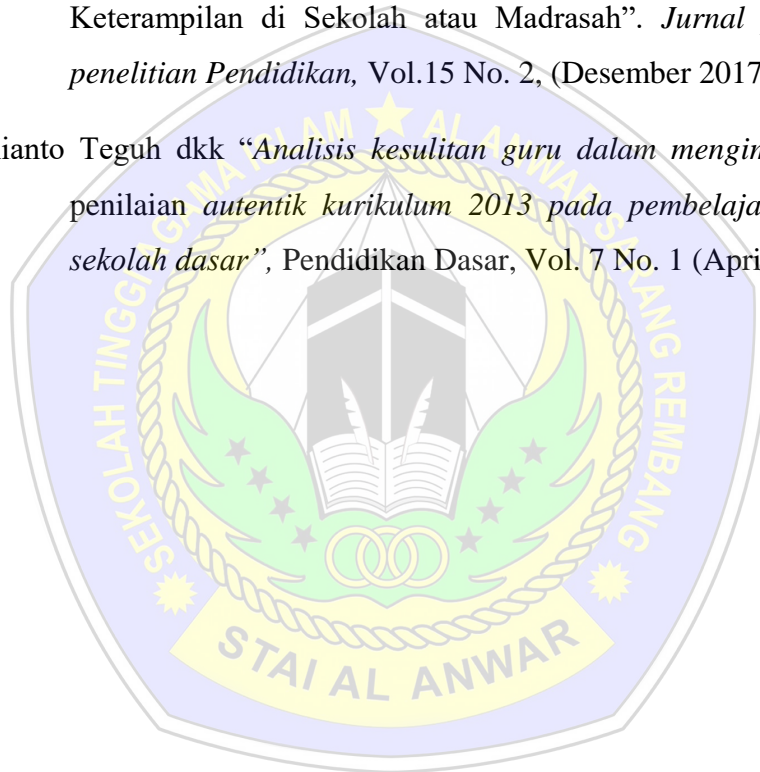 Keterampilan di Sekolah atau Madrasah”. Jurnal
penelitian Pendidikan, Vol.15 No. 2, (Desember 2017
ianto Teguh dkk “Analisis kesulitan guru dalam mengim
penilaian autentik kurikulum 2013 pada pembelaja
sekolah dasar”, Pendidikan Dasar, Vol. 7 No. 1 (Apri
SEKOLAH TINGGI AGAMA ISLAM ★ AL ANWAR SARANG REMBANG
STAI AL ANWAR